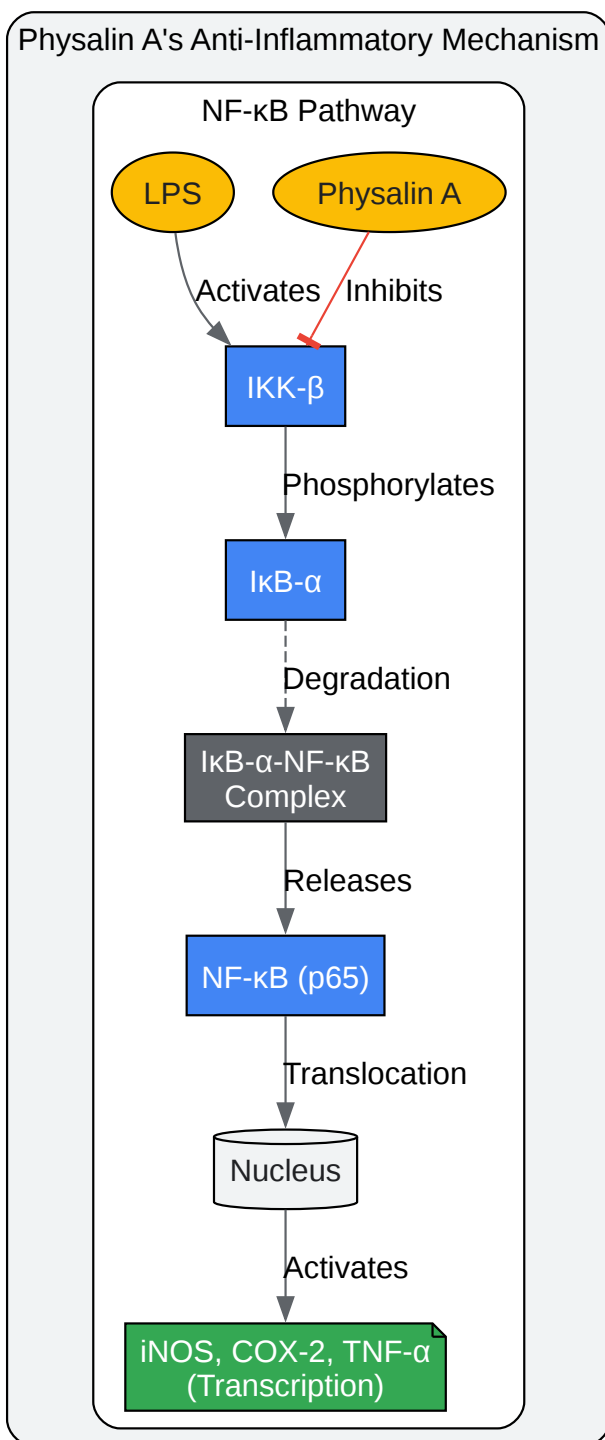 Physalin A's Anti-Inflammatory Mechanism
NF-κB Pathway
LPS
Physalin A
Activates
Inhibits
IKK-β
Phosphorylates
IκB-α
Degradation
IκB-α-NF-κB
Complex
Releases
NF-κB (p65)
Translocation
Nucleus
Activates
iNOS, COX-2, TNF-α
(Transcription)